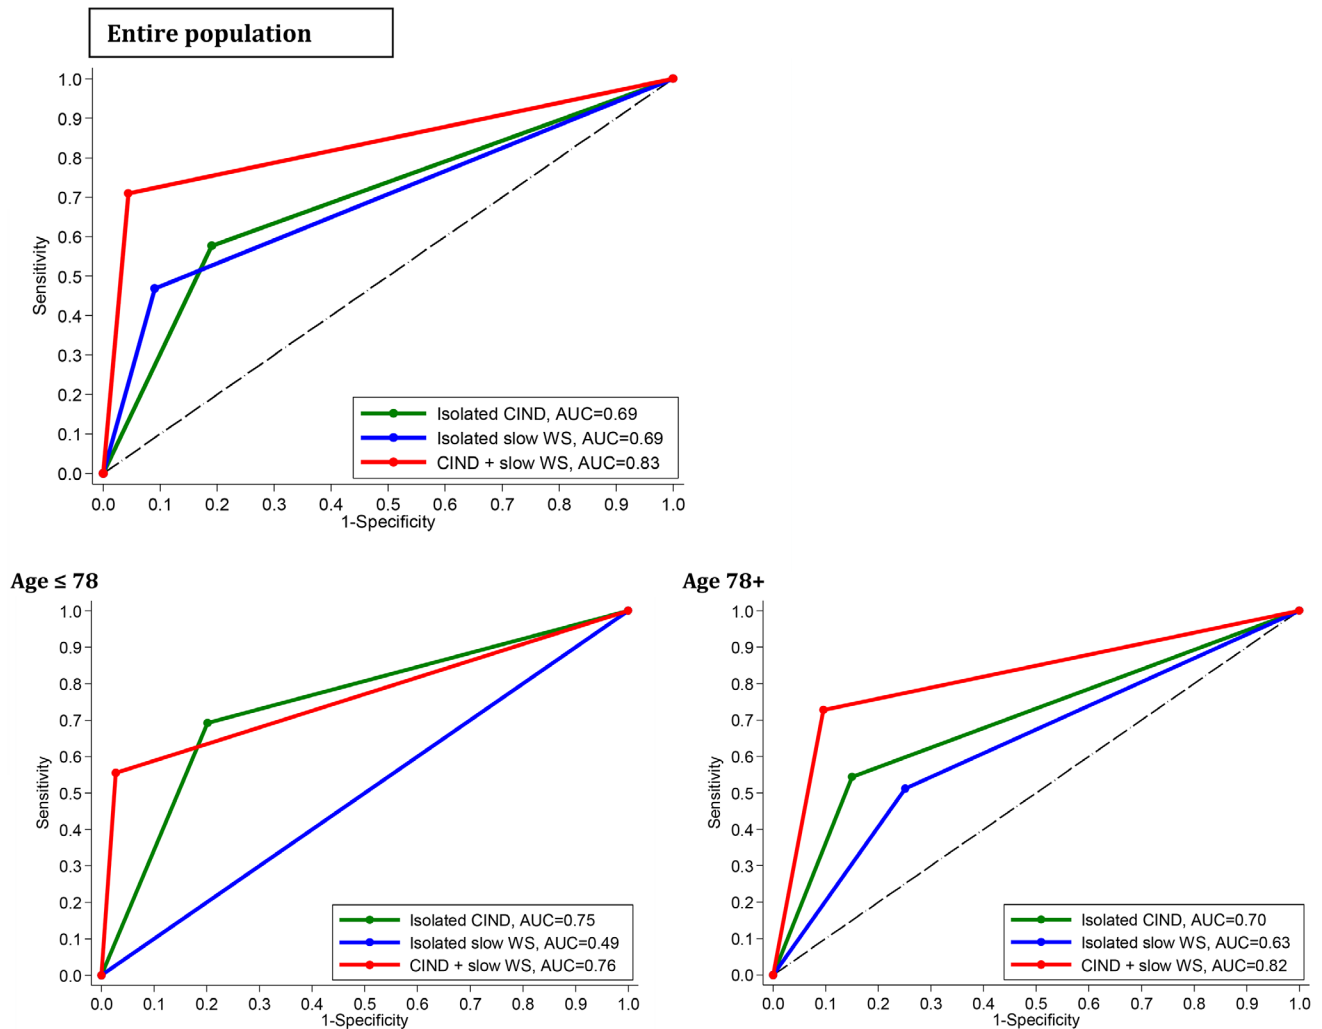 Entire population
1.0
0.9
0.8
0.7
0.6
0.5
0.4
0.3
0.2
0.1
0.0
Sensitivity
Isolated CIND, AUC=0.69
Isolated slow WS, AUC=0.69
CIND + slow WS, AUC=0.83
0.0 0.1 0.2 0.3 0.4 0.5 0.6 0.7 0.8 0.9 1.0
1-Specificity
Age ≤ 78
1.0
0.9
0.8
0.7
0.6
0.5
0.4
0.3
0.2
0.1
0.0
Sensitivity
Isolated CIND, AUC=0.75
Isolated slow WS, AUC=0.49
CIND + slow WS, AUC=0.76
0.0 0.1 0.2 0.3 0.4 0.5 0.6 0.7 0.8 0.9 1.0
1-Specificity
Age 78+
1.0
0.9
0.8
0.7
0.6
0.5
0.4
0.3
0.2
0.1
0.0
Sensitivity
Isolated CIND, AUC=0.70
Isolated slow WS, AUC=0.63
CIND + slow WS, AUC=0.82
0.0 0.1 0.2 0.3 0.4 0.5 0.6 0.7 0.8 0.9 1.0
1-Specificity